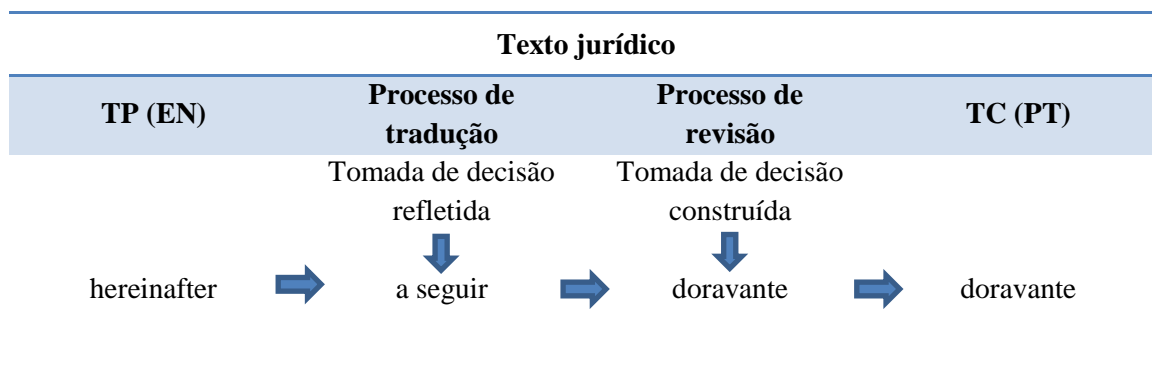 Texto jurídico
TP (EN)
Processo de
tradução
Processo de
revisão
TC (PT)
Tomada de decisão
refletida
Tomada de decisão
construída
hereinafter
a seguir
doravante
doravante